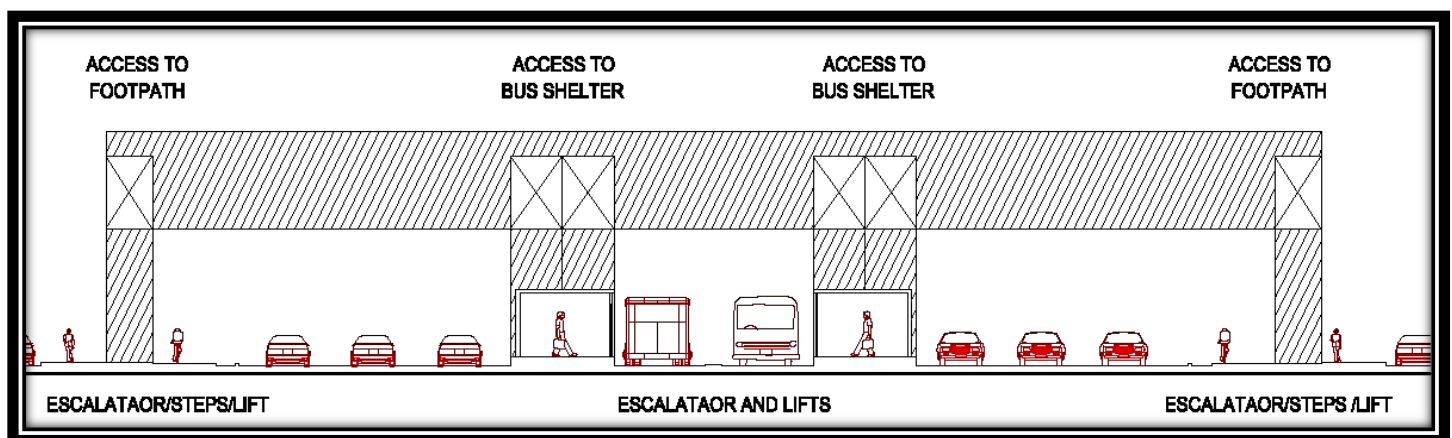 ACCESS TO
FOOTPATH
ACCESS TO
BUS SHELTER
ACCESS TO
BUS SHELTER
ACCESS TO
FOOTPATH
ESCALATAOR/STEPS/LIFT
ESCALATAOR AND LIFTS
ESCALATAOR/STEPS /LIFT